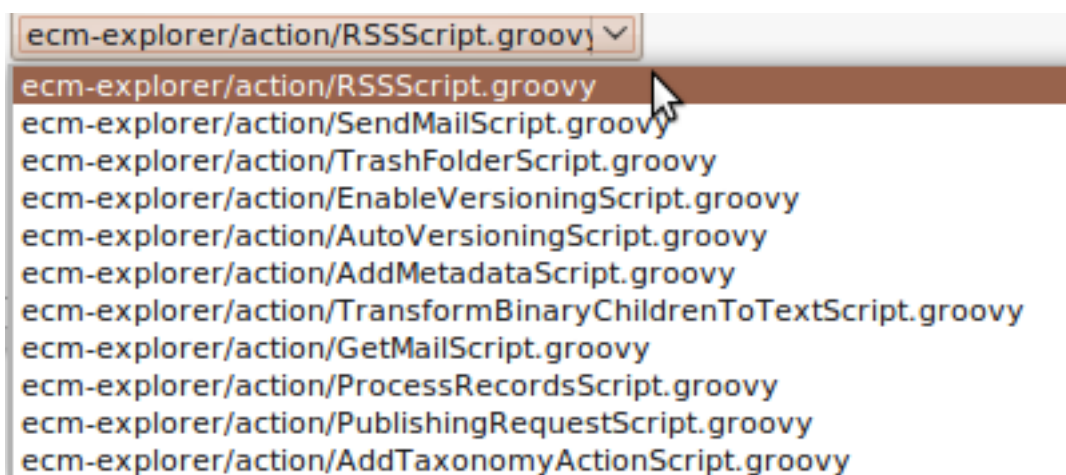 ecm-explorer/action/RSSScript.groovy
ecm-explorer/action/RSSScript.groovy
ecm-explorer/action/SendMailScript.groovy
ecm-explorer/action/TrashFolderScript.groovy
ecm-explorer/action/EnableVersioningScript.groovy
ecm-explorer/action/AutoVersioningScript.groovy
ecm-explorer/action/AddMetadataScript.groovy
ecm-explorer/action/TransformBinaryChildrenToTextScript.groovy
ecm-explorer/action/GetMailScript.groovy
ecm-explorer/action/ProcessRecordsScript.groovy
ecm-explorer/action/PublishingRequestScript.groovy
ecm-explorer/action/AddTaxonomyActionScript.groovy